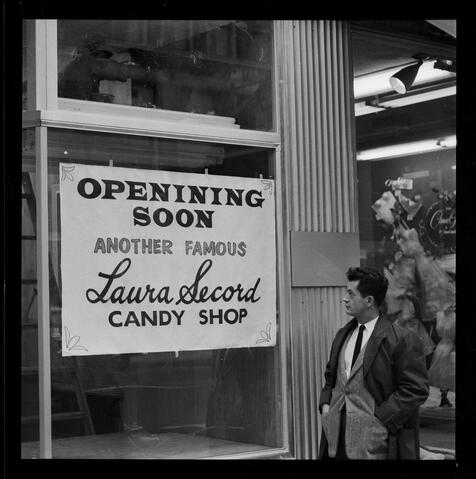 OPENINING
SOON
ANOTHER FAMOUS
Laura Secord
CANDY SHOP